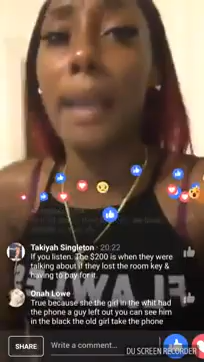 Takiyah Singleton · 20:22
If you listen. The $200 is when they were
talking about if they lost the room key &
having to pay for it.
Onah Lowe
True because she the girl in the whit had
the phone a guy left out you can see him
in the black the old girl take the phone
SHARE
Write a comment...
DU SCREEN RECORDER